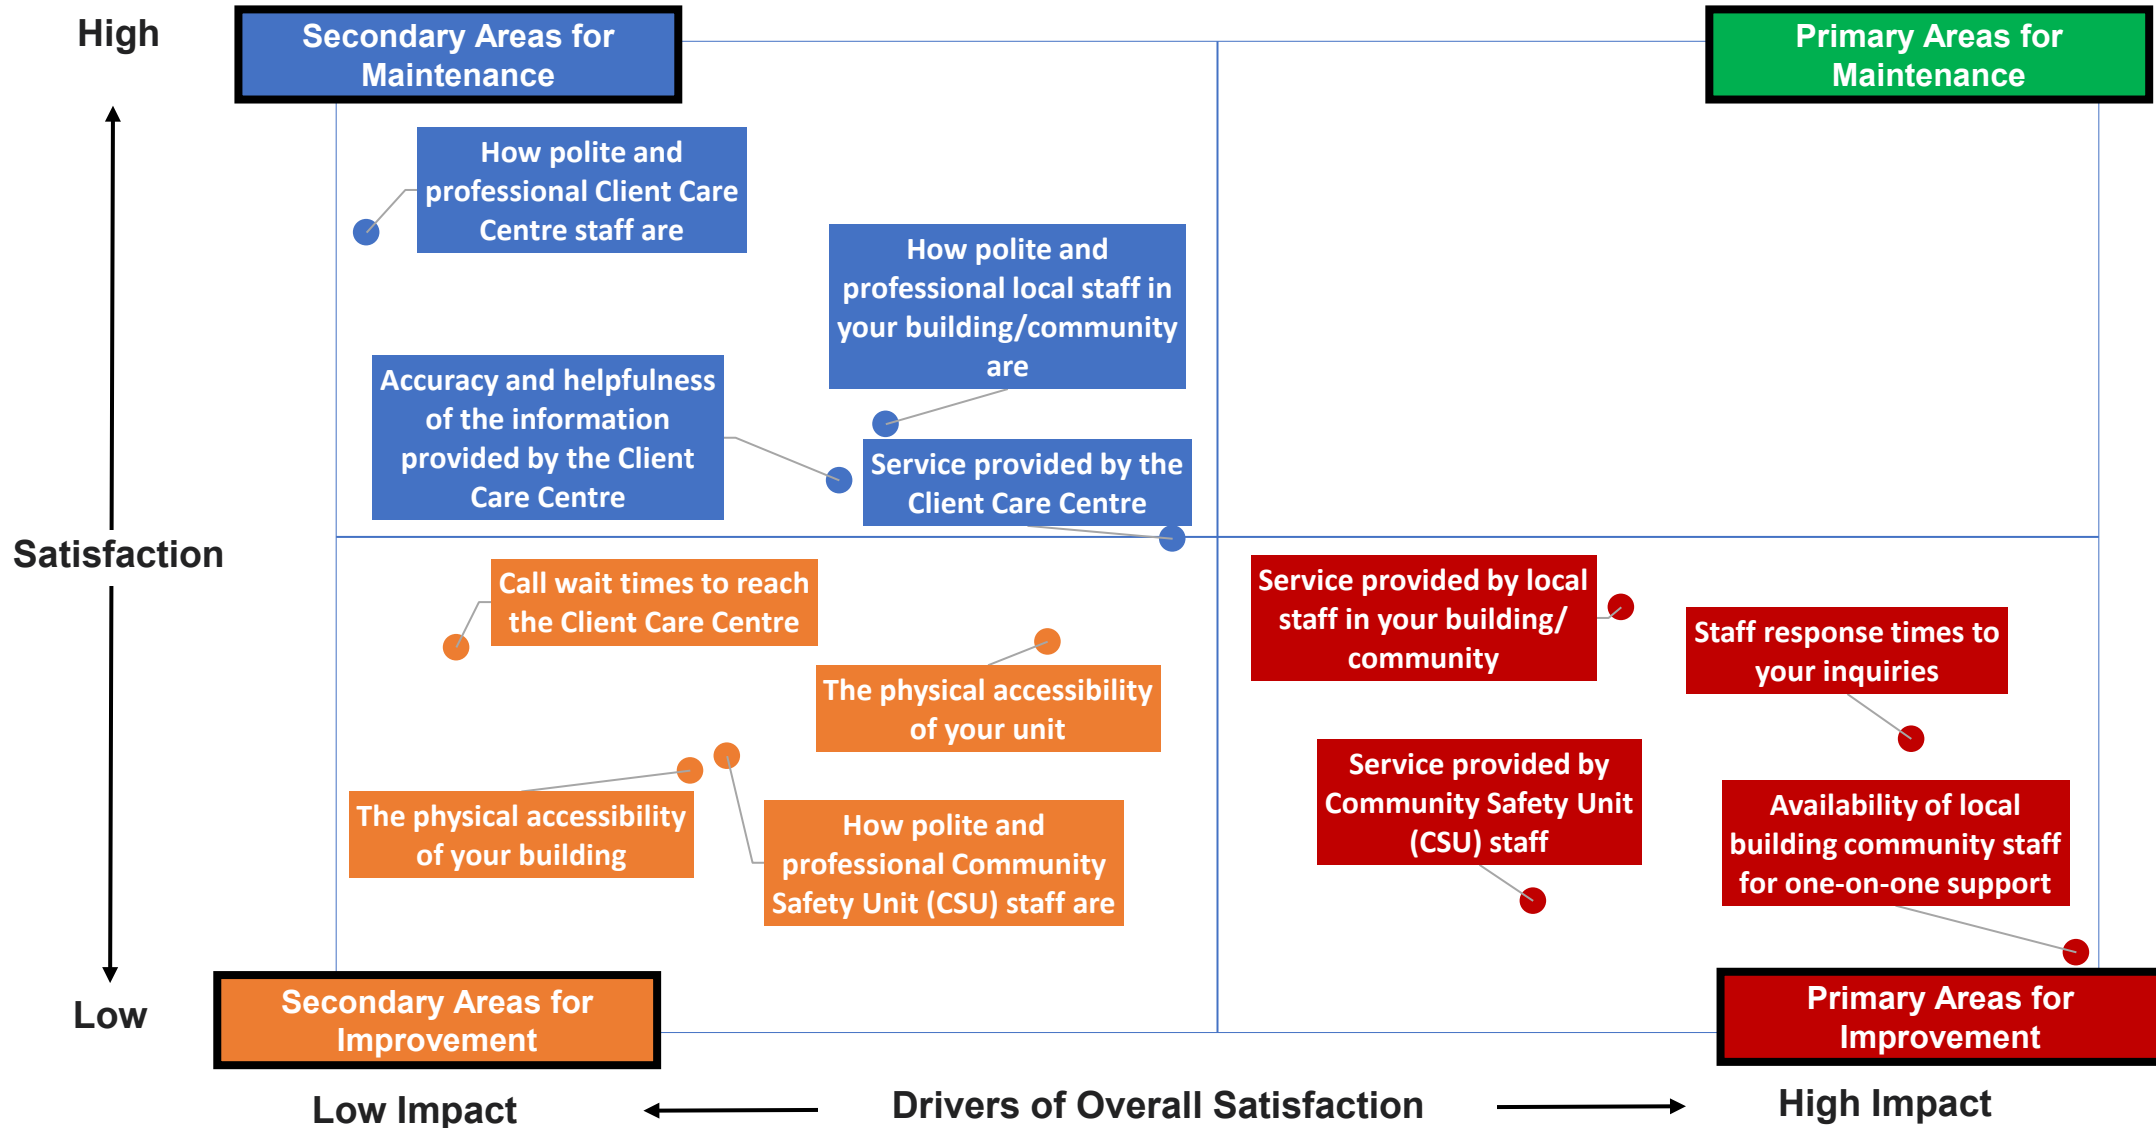 High
Secondary Areas for
Maintenance
Primary Areas for
Maintenance
How polite and
professional Client Care
Centre staff are
How polite and
professional local staff in
your building/community
are
Accuracy and helpfulness
of the information
provided by the Client
Care Centre
Service provided by the
Client Care Centre
Satisfaction
Call wait times to reach
the Client Care Centre
Service provided by local
staff in your building/
community
Staff response times to
your inquiries
The physical accessibility
of your unit
Service provided by
Community Safety Unit
(CSU) staff
Availability of local
building community staff
for one-on-one support
The physical accessibility
of your building
How polite and
professional Community
Safety Unit (CSU) staff are
Low
Secondary Areas for
Improvement
Primary Areas for
Improvement
Low Impact
Drivers of Overall Satisfaction
High Impact